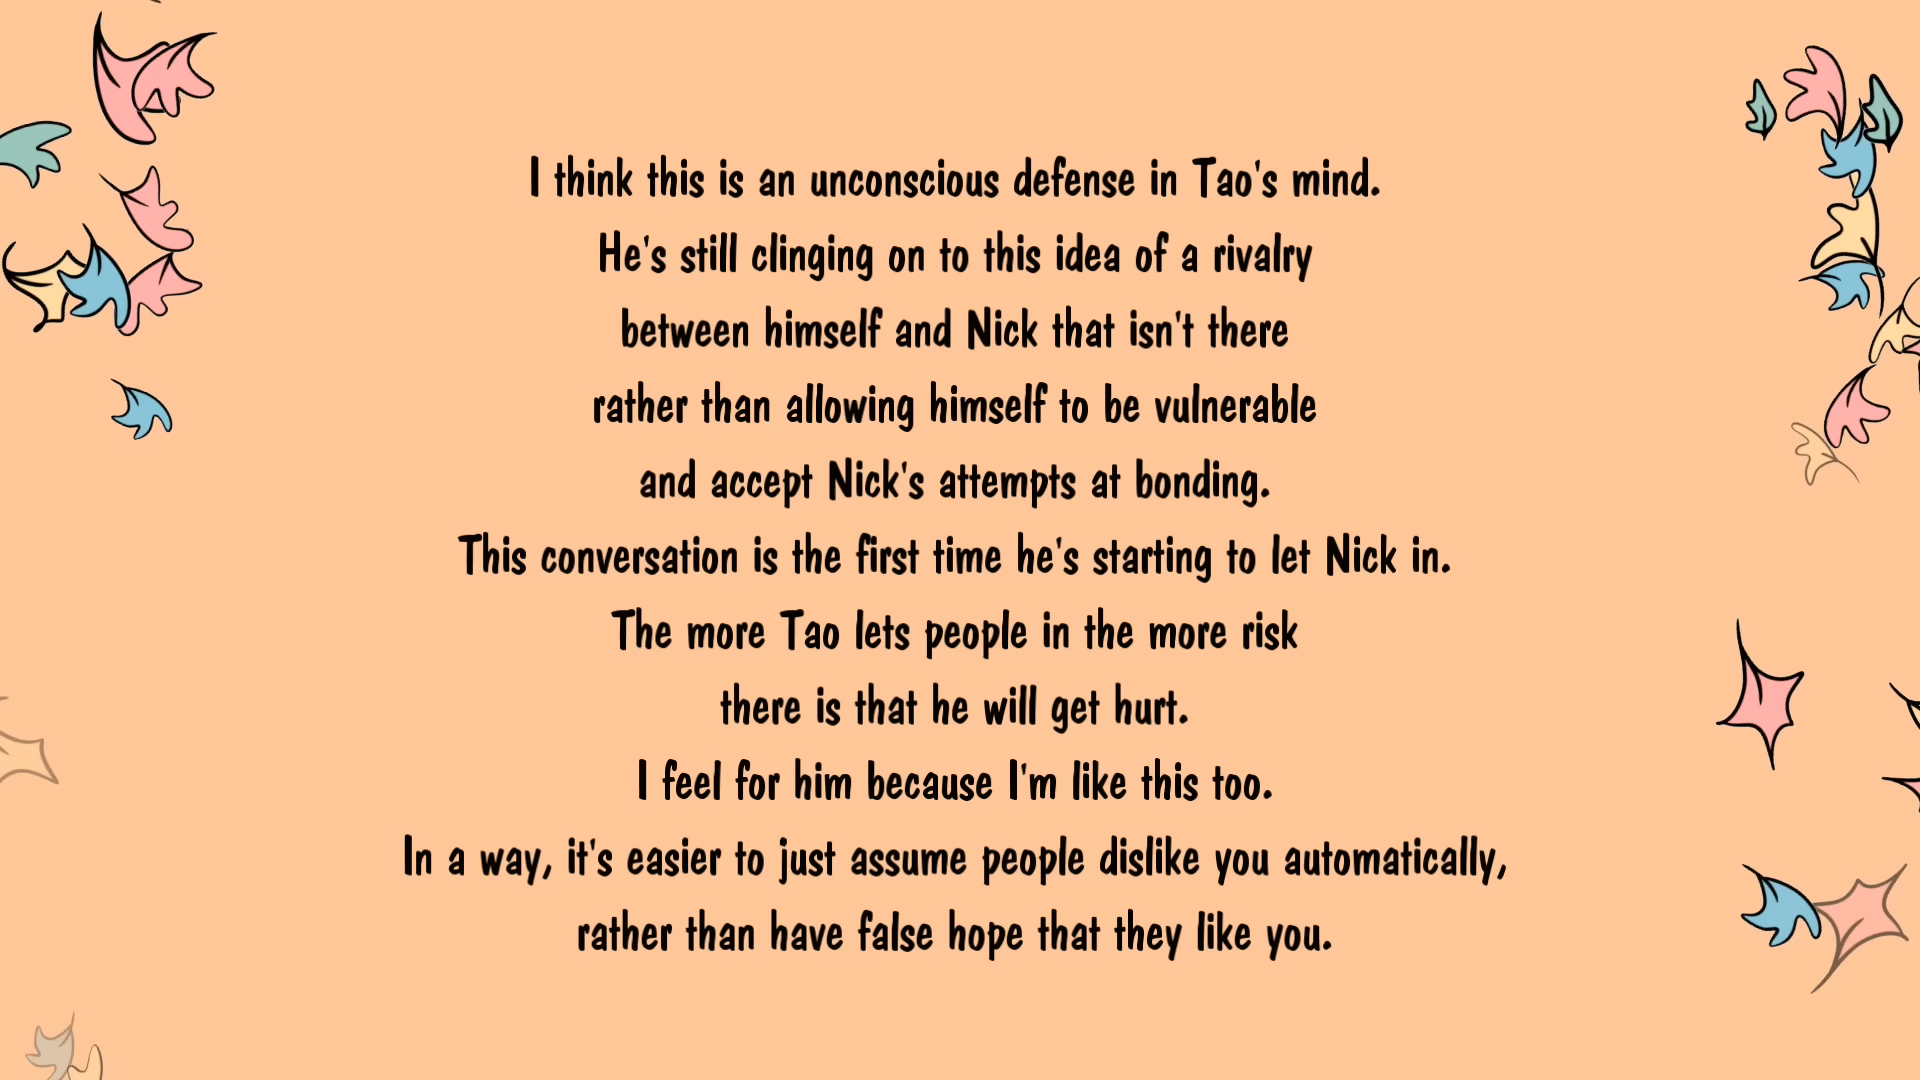 I think this is an unconscious defense in Tao's mind.
He's still clinging on to this idea of a rivalry
between himself and Nick that isn't there
rather than allowing himself to be vulnerable
and accept Nick's attempts at bonding.
This conversation is the first time he's starting to let Nick in.
The more Tao lets people in the more risk
there is that he will get hurt.
I feel for him because I'm like this too.
In a way, it's easier to just assume people dislike you automatically,
rather than have false hope that they like you.